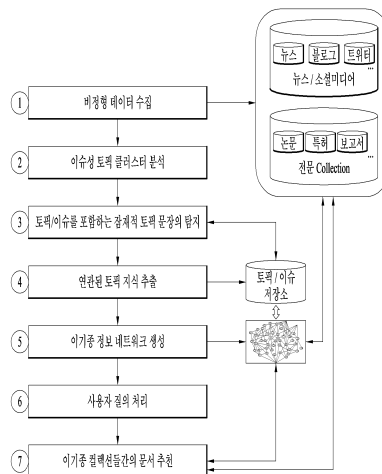 뉴스 블로그 트위터
...
뉴스 / 소셜미디어
논문 특허 보고서
...
전문 Collection
1 비정형 데이터 수집
2 이슈성 토픽 클러스터 분석
3 토픽/이슈를 포함하는 잠재적 토픽 문장의 탐지
4 연관된 토픽 지식 추출
토픽 / 이슈
저장소
5 이기종 정보 네트워크 생성
6 사용자 질의 처리
7 이기종 컬렉션들간의 문서 추천